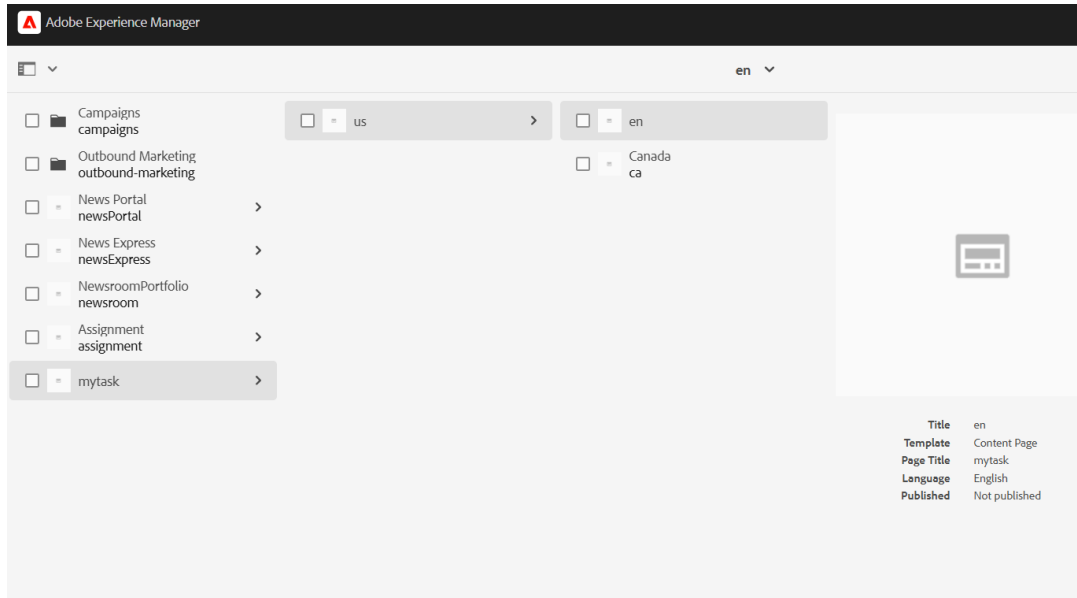 Adobe Experience Manager
en
Campaigns
campaigns
Outbound Marketing
outbound-marketing
News Portal
newsPortal
News Express
newsExpress
NewsroomPortfolio
newsroom
Assignment
assignment
mytask
us
en
Canada
ca
Title en
Template Content Page
Page Title mytask
Language English
Published Not published